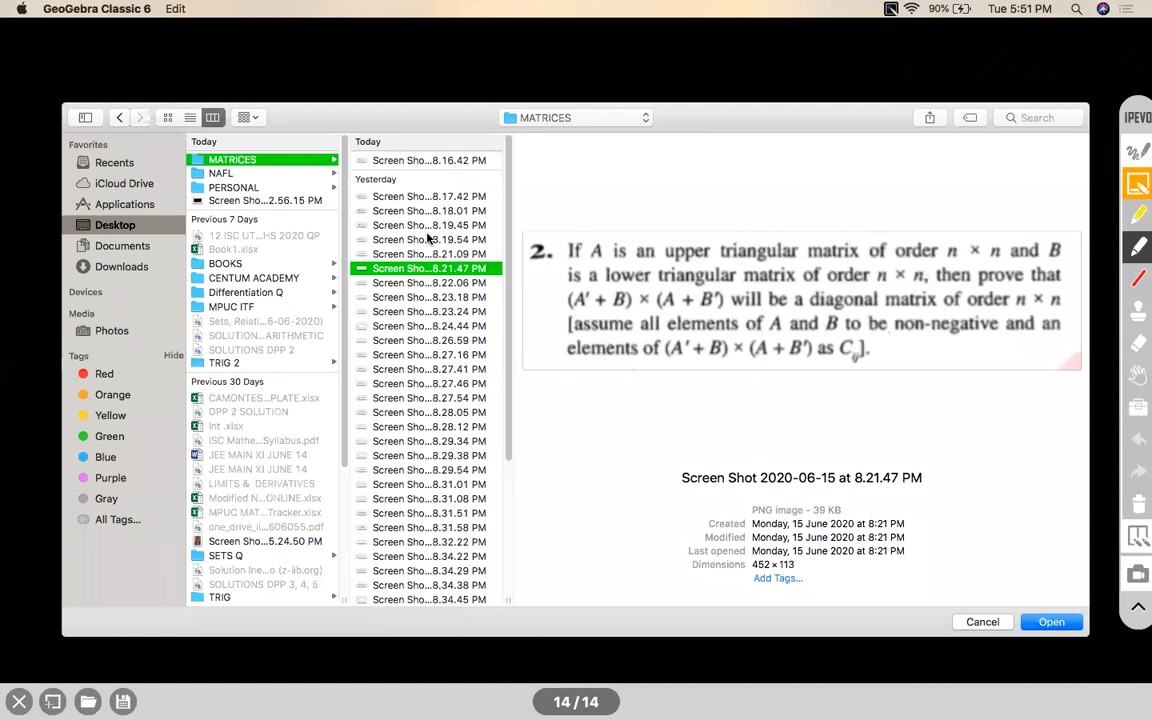 GeoGebra Classic 6 Edit 90% Tue 5:51 PM
MATRICES
Search
IPEVO
Favorites
Recents
iCloud Drive
Applications
Desktop
Documents
Downloads
Devices
Media
Photos
Tags Hide
Red
Orange
Yellow
Green
Blue
Purple
Gray
All Tags...
Today
MATRICES
NAFL
PERSONAL
Screen Sho...2.56.15 PM
Previous 7 Days
12 ISC UT...HS 2020 QP
Book1.xlsx
BOOKS
CENTUM ACADEMY
Differentiation Q
MPUC ITF
Sets, Relati...-06-2020)
SOLUTION...ARITHMETIC
SOLUTIONS DPP 2
TRIG 2
Previous 30 Days
CAMONTES...PLATE.xlsx
DPP 2 SOLUTION
Int .xlsx
ISC Mathe...Syllabus.pdf
JEE MAIN XI JUNE 14
JEE MAIN XI JUNE 14
LIMITS & DERIVATIVES
Modified N...ONLINE.xlsx
MPUC MAT...Tracker.xlsx
one_drive_ii...606055.pdf
Screen Sho...5.24.50 PM
SETS Q
Solution Ine...o (z-lib.org)
SOLUTIONS DPP 3, 4, 5
TRIG
Today
Screen Sho...8.16.42 PM
Yesterday
Screen Sho...8.17.42 PM
Screen Sho...8.18.01 PM
Screen Sho...8.19.45 PM
Screen Sho...8.19.54 PM
Screen Sho...8.21.09 PM
Screen Sho...8.21.47 PM
Screen Sho...8.22.06 PM
Screen Sho...8.23.18 PM
Screen Sho...8.23.24 PM
Screen Sho...8.24.44 PM
Screen Sho...8.26.59 PM
Screen Sho...8.27.16 PM
Screen Sho...8.27.41 PM
Screen Sho...8.27.46 PM
Screen Sho...8.27.54 PM
Screen Sho...8.28.05 PM
Screen Sho...8.28.12 PM
Screen Sho...8.29.34 PM
Screen Sho...8.29.38 PM
Screen Sho...8.29.54 PM
Screen Sho...8.31.01 PM
Screen Sho...8.31.08 PM
Screen Sho...8.31.51 PM
Screen Sho...8.31.58 PM
Screen Sho...8.32.22 PM
Screen Sho...8.34.22 PM
Screen Sho...8.34.29 PM
Screen Sho...8.34.38 PM
Screen Sho...8.34.45 PM
2. If A is an upper triangular matrix of order n × n and B
is a lower triangular matrix of order n × n, then prove that
(A′ + B) × (A + B′) will be a diagonal matrix of order n × n
[assume all elements of A and B to be non-negative and an
elements of (A′ + B) × (A + B′) as Cij].
Screen Shot 2020-06-15 at 8.21.47 PM
PNG image - 39 KB
Created Monday, 15 June 2020 at 8:21 PM
Modified Monday, 15 June 2020 at 8:21 PM
Last opened Monday, 15 June 2020 at 8:21 PM
Dimensions 452×113
Add Tags...
Cancel Open
14 / 14